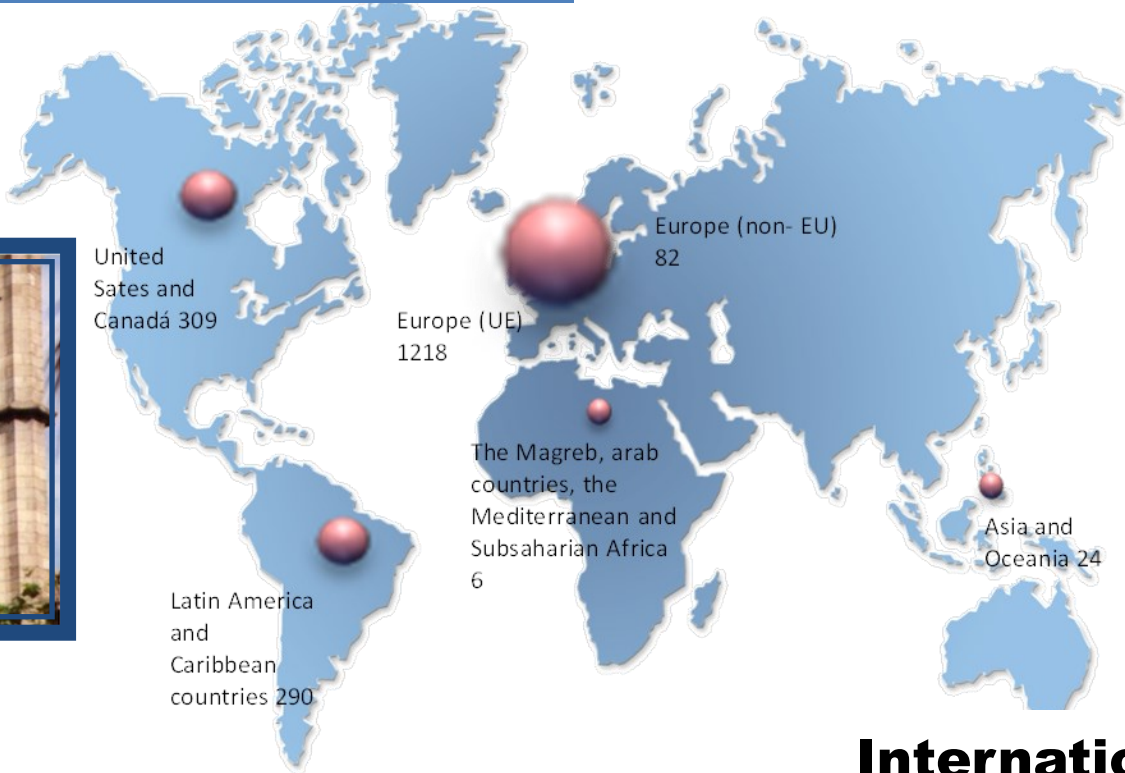 United
Sates and
Canadá 309
Europe (non- EU)
82
Europe (UE)
1218
The Magreb, arab
countries, the
Mediterranean and
Subsaharian Africa
6
Asia and
Oceania 24
Latin America
and
Caribbean
countries 290